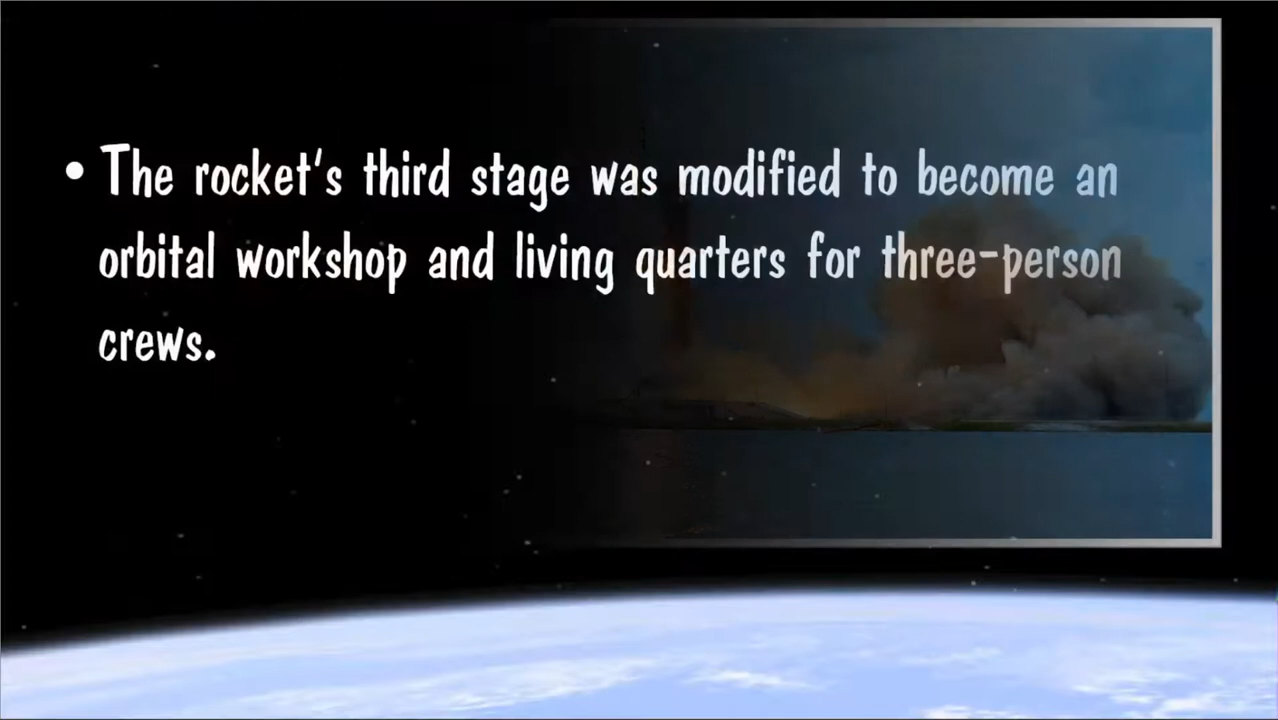 • The rocket's third stage was modified to become an
orbital workshop and living quarters for three-person
crews.